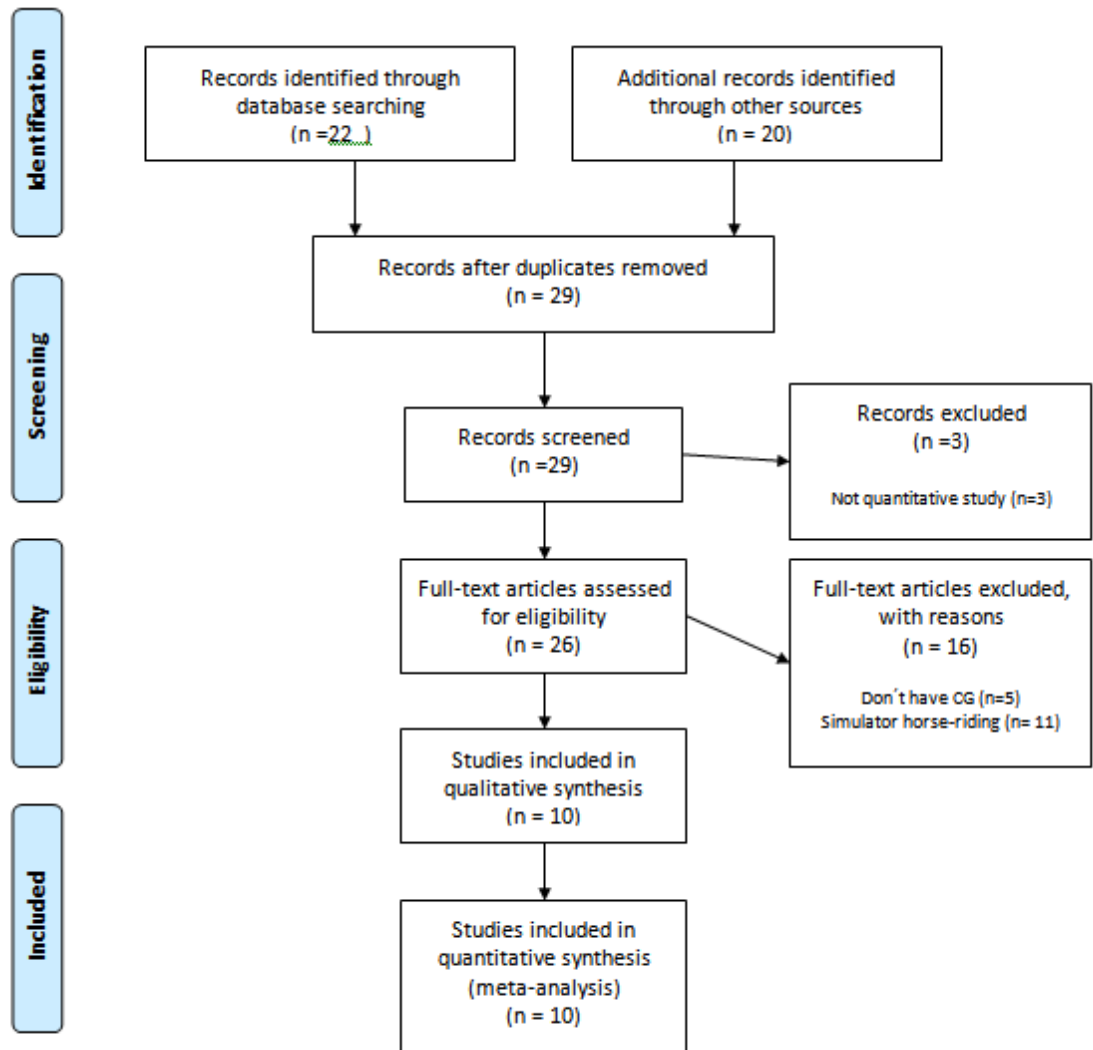 Identification
Records identified through
database searching
(n =22  )
Additional records identified
through other sources
(n = 20)
Records after duplicates removed
(n = 29)
Screening
Records screened
(n =29)
Records excluded
(n =3)
Not quantitative study (n=3)
Eligibility
Full-text articles assessed
for eligibility
(n = 26)
Full-text articles excluded,
with reasons
(n = 16)
Don´t have CG (n=5)
Simulator horse-riding (n= 11)
Studies included in
qualitative synthesis
(n = 10)
Included
Studies included in
quantitative synthesis
(meta-analysis)
(n = 10)